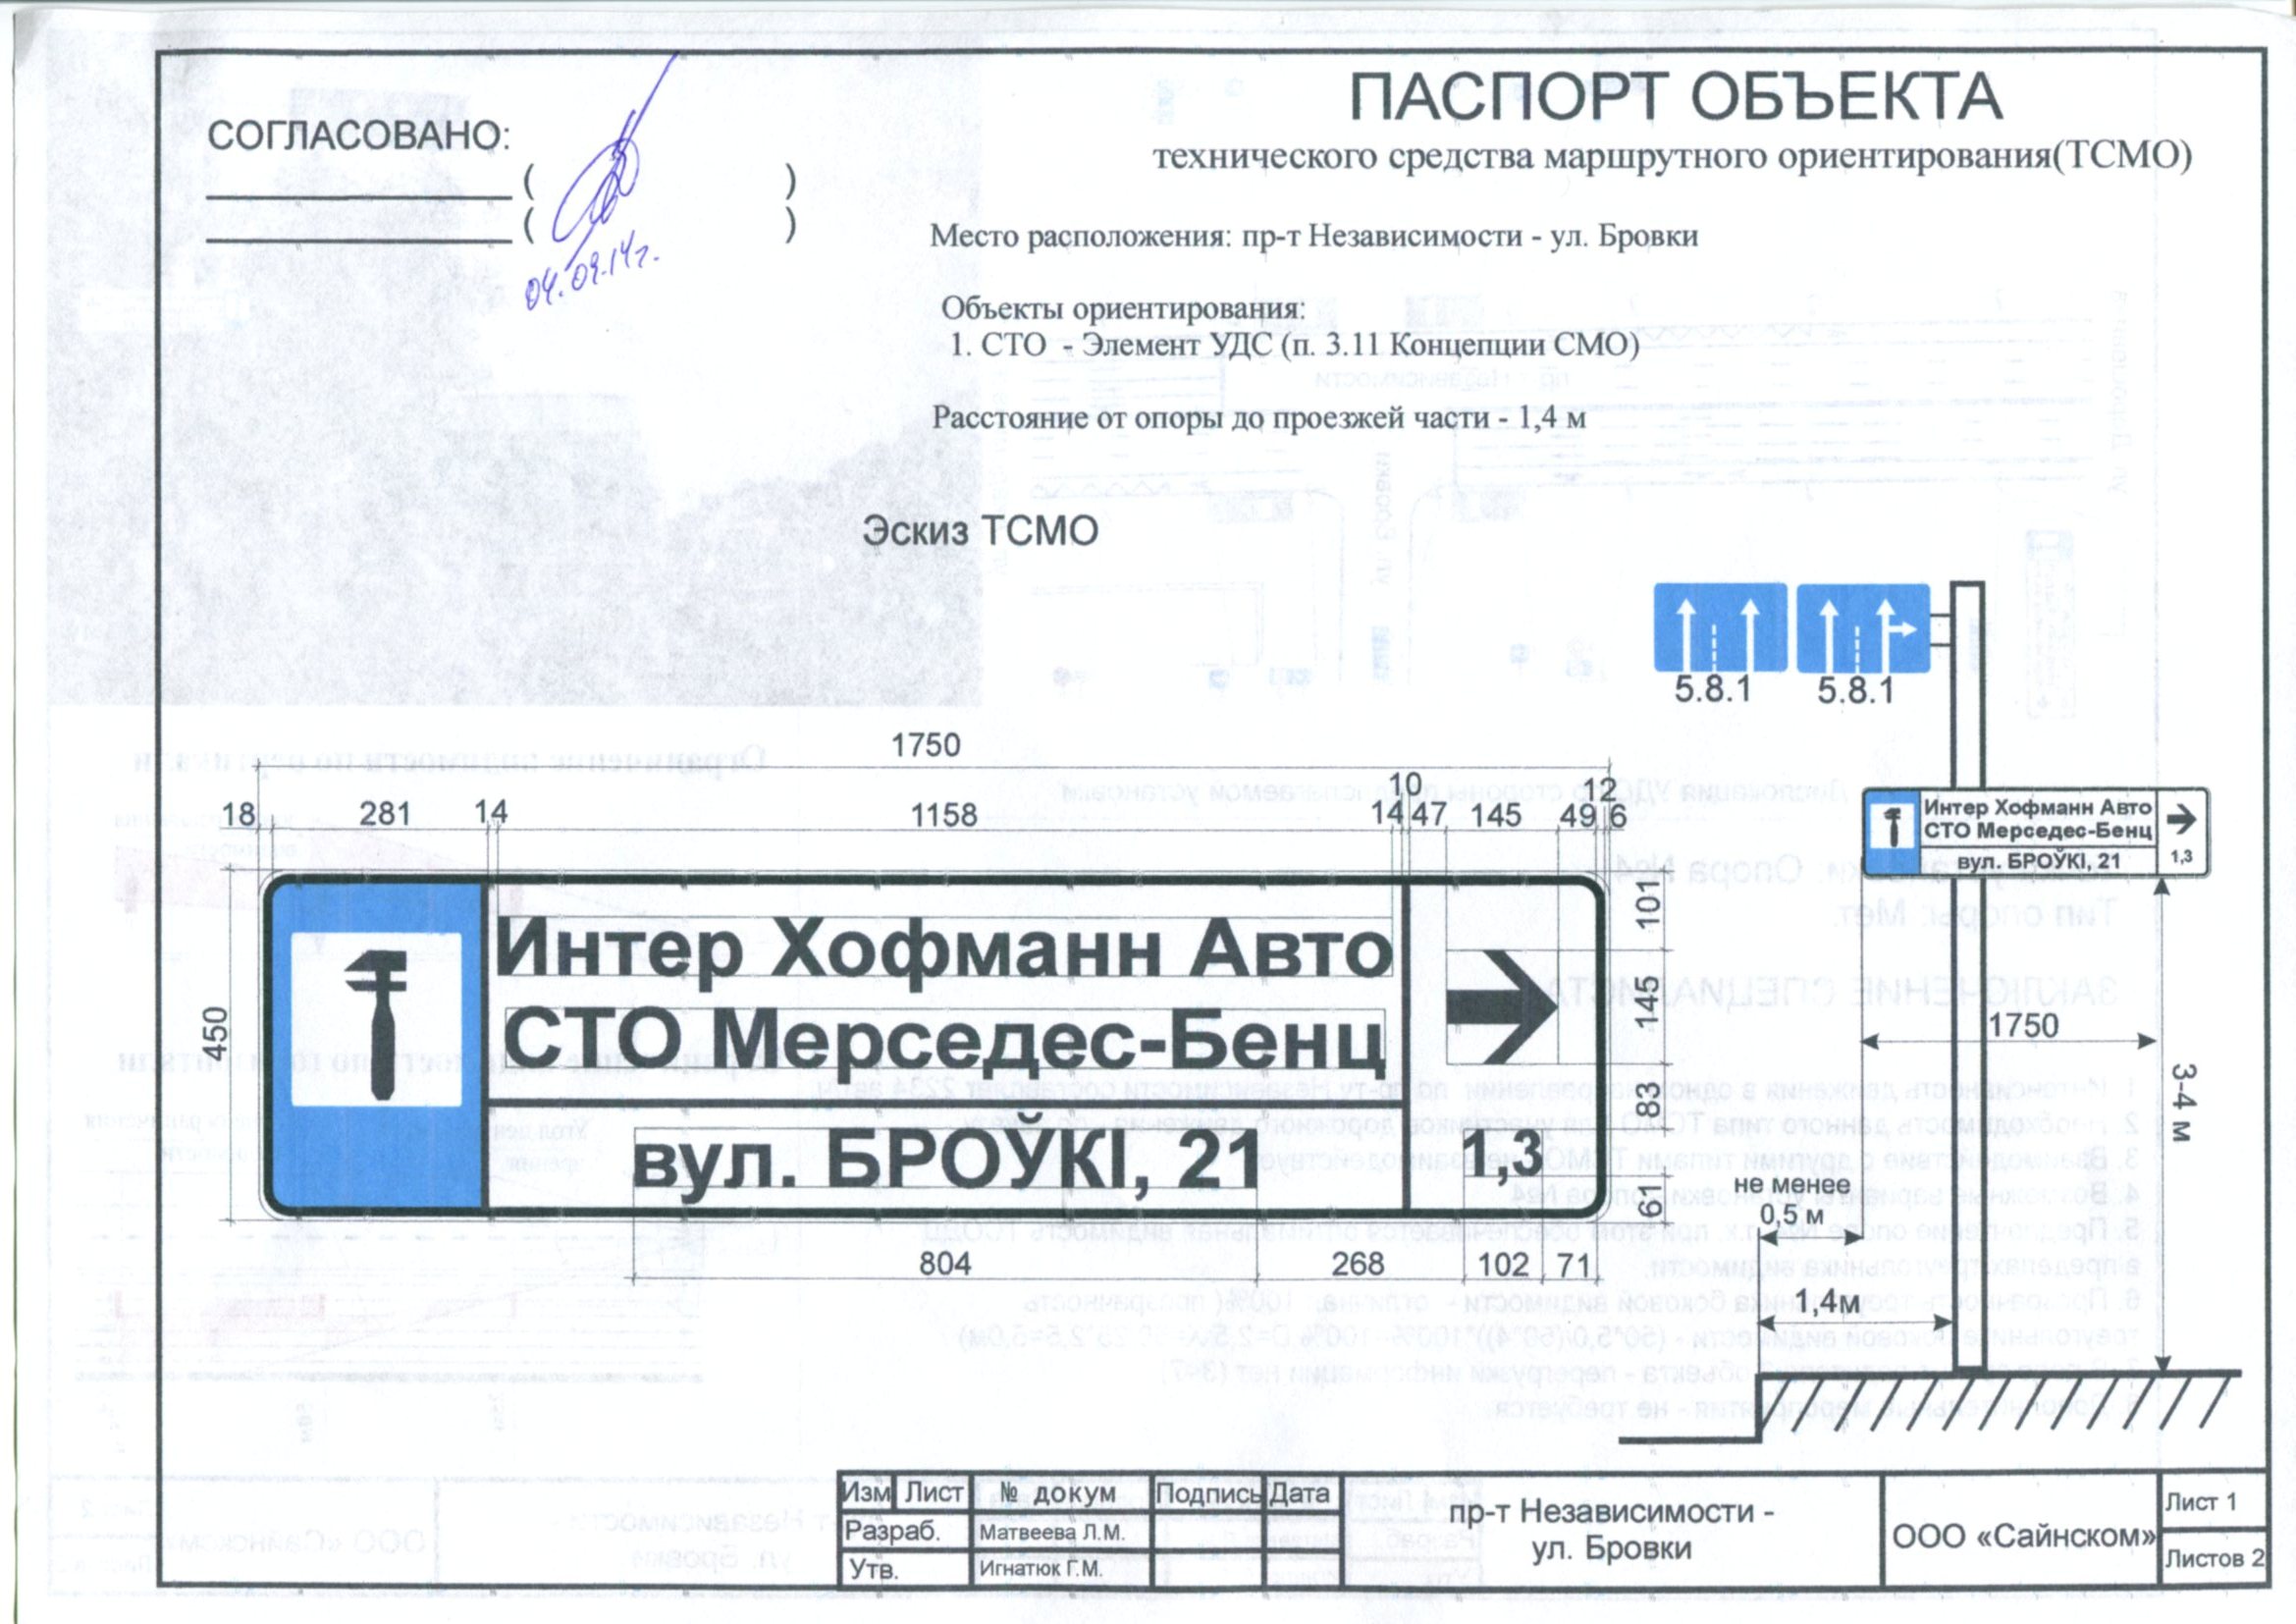 СОГЛАСОВАНО:
( )
( )
04.09.14г.
ПАСПОРТ ОБЪЕКТА
технического средства маршрутного ориентирования(ТСМО)
Место расположения: пр-т Независимости - ул. Бровки
Объекты ориентирования:
1. СТО - Элемент УДС (п. 3.11 Концепции СМО)
Расстояние от опоры до проезжей части - 1,4 м
Эскиз ТСМО
5.8.1 5.8.1
1750
18 281 14 1158 14 10 47 145 49 12 6
450
Интер Хофманн Авто
СТО Мерседес-Бенц
вул. БРОЎКІ, 21
1,3
101
145
83
61
804 268 102 71
Интер Хофманн Авто
СТО Мерседес-Бенц
вул. БРОЎКІ, 21
1,3
1750
3-4 м
не менее
0,5 м
1,4м
Изм Лист № докум Подпись Дата
Разраб. Матвеева Л.М.
Утв. Игнатюк Г.М.
пр-т Независимости -
ул. Бровки
ООО «Сайнском»
Лист 1
Листов 2